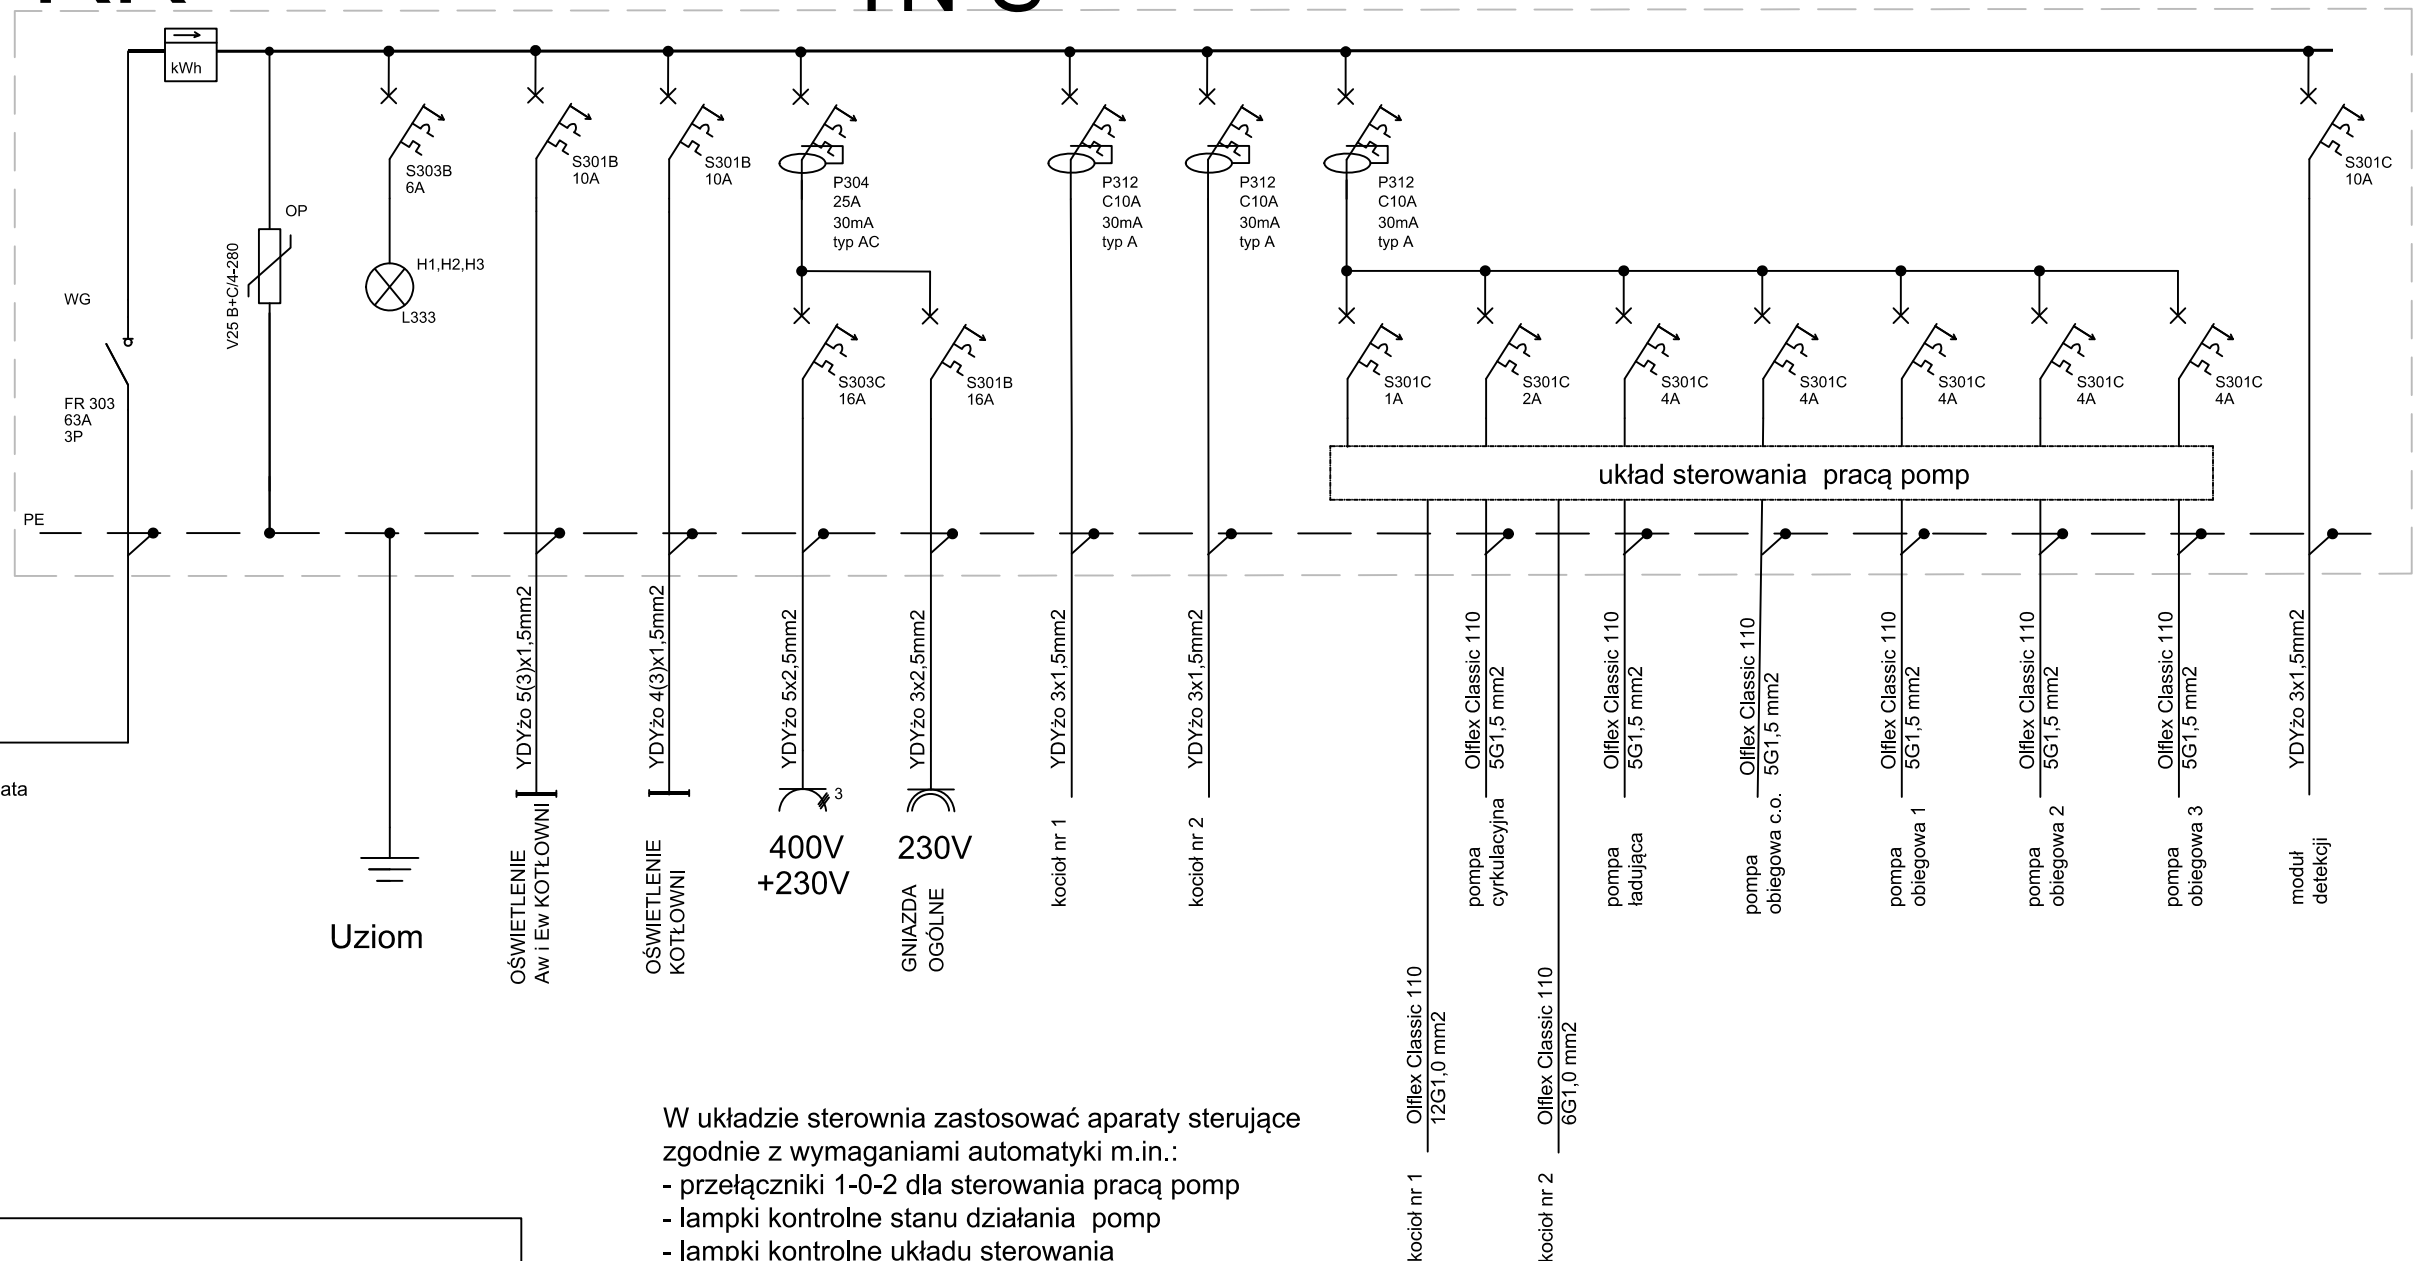 kWh
WG
FR 303
63A
3P
PE
OP
V25 B+C/4-280
S303B
6A
H1,H2,H3
L333
S301B
10A
S301B
10A
P304
25A
30mA
typ AC
S303C
16A
S301B
16A
P312
C10A
30mA
typ A
P312
C10A
30mA
typ A
P312
C10A
30mA
typ A
S301C
1A
S301C
2A
S301C
4A
S301C
4A
S301C
4A
S301C
4A
S301C
4A
S301C
10A
układ sterowania pracą pomp
YDYżo 5(3)x1,5mm2
YDYżo 4(3)x1,5mm2
YDYżo 5x2,5mm2
YDYżo 3x2,5mm2
YDYżo 3x1,5mm2
YDYżo 3x1,5mm2
Olflex Classic 110
5G1,5 mm2
Olflex Classic 110
5G1,5 mm2
Olflex Classic 110
5G1,5 mm2
Olflex Classic 110
5G1,5 mm2
Olflex Classic 110
5G1,5 mm2
Olflex Classic 110
5G1,5 mm2
YDYżo 3x1,5mm2
ata
Uziom
OŚWIETLENIE
Aw i Ew KOTŁOWNI
OŚWIETLENIE
KOTŁOWNI
3
400V
+230V
230V
GNIAZDA
OGÓLNE
kocioł nr 1
kocioł nr 2
pompa
cyrkulacyjna
pompa
ładująca
pompa
obiegowa c.o.
pompa
obiegowa 1
pompa
obiegowa 2
pompa
obiegowa 3
moduł
detekcji
Olflex Classic 110
12G1,0 mm2
Olflex Classic 110
6G1,0 mm2
kocioł nr 1
kocioł nr 2
W układzie sterownia zastosować aparaty sterujące
zgodnie z wymaganiami automatyki m.in.:
- przełączniki 1-0-2 dla sterowania pracą pomp
- lampki kontrolne stanu działania pomp
- lampki kontrolne układu sterowania